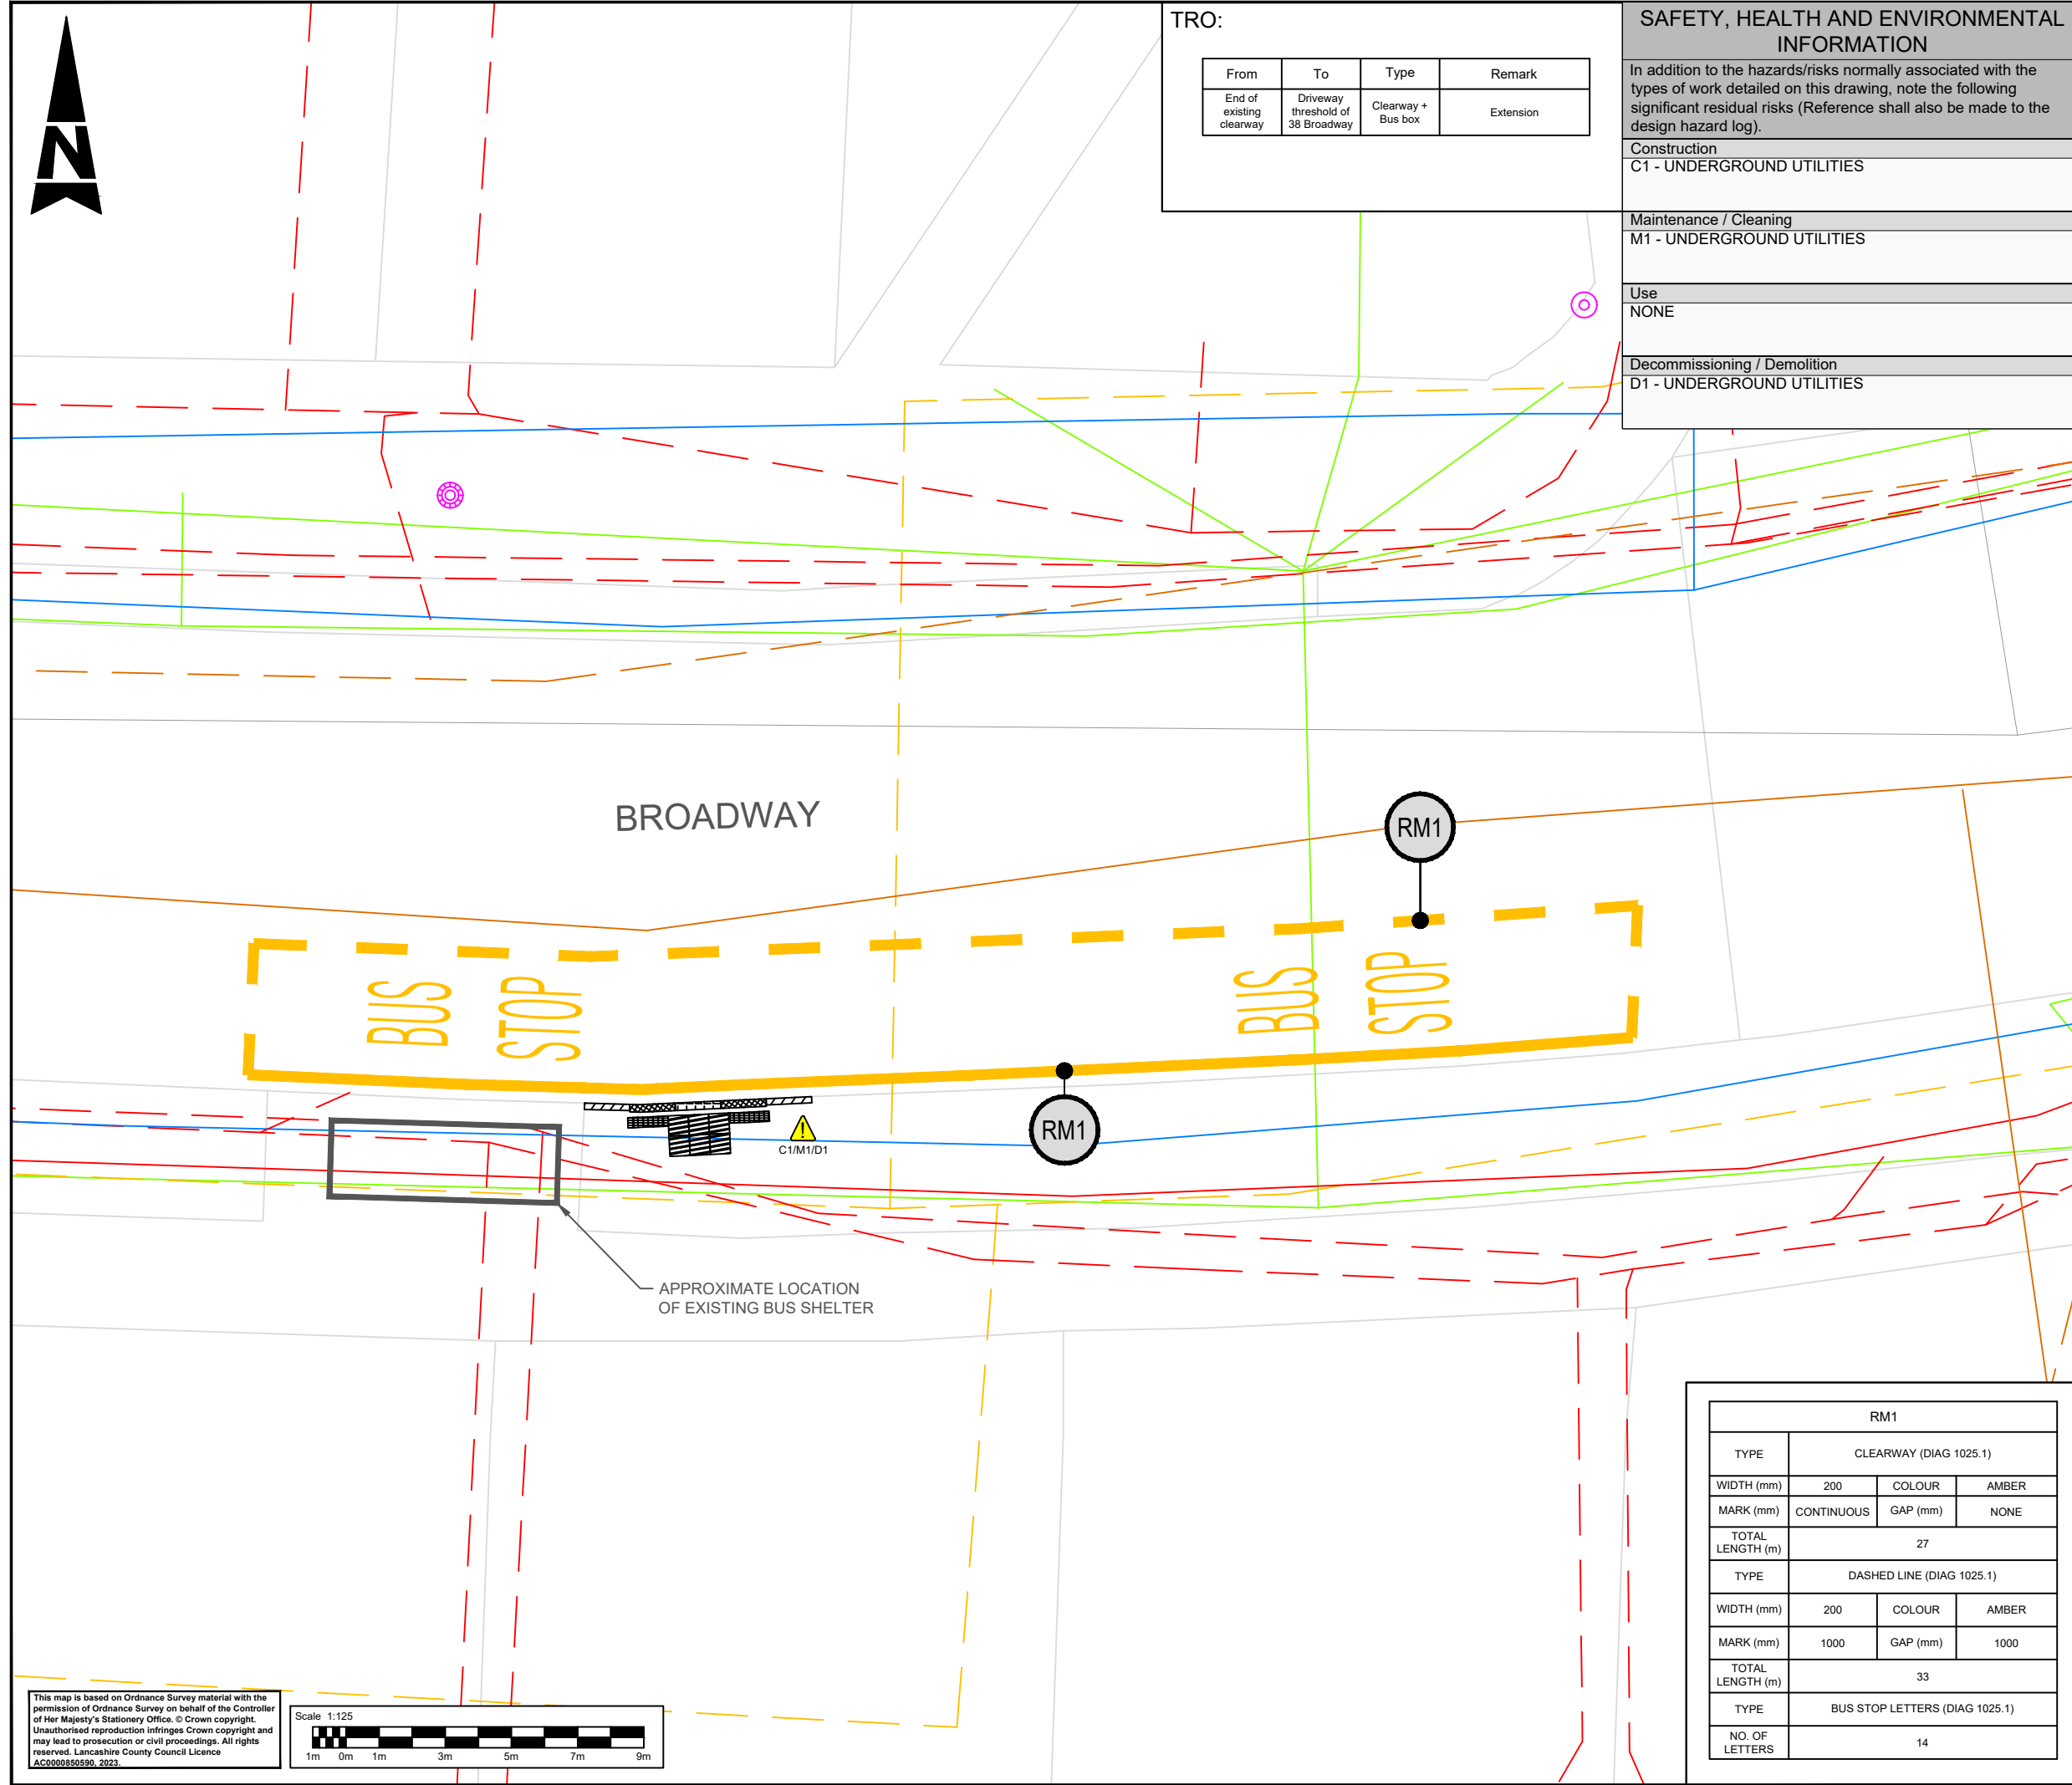 N
TRO:
From To Type Remark
End of existing clearway Driveway threshold of 38 Broadway Clearway + Bus box Extension
SAFETY, HEALTH AND ENVIRONMENTAL
INFORMATION
In addition to the hazards/risks normally associated with the
types of work detailed on this drawing, note the following
significant residual risks (Reference shall also be made to the
design hazard log).
Construction
C1 - UNDERGROUND UTILITIES
Maintenance / Cleaning
M1 - UNDERGROUND UTILITIES
Use
NONE
Decommissioning / Demolition
D1 - UNDERGROUND UTILITIES
BROADWAY
RM1
BUS
STOP
BUS
STOP
RM1
C1/M1/D1
APPROXIMATE LOCATION
OF EXISTING BUS SHELTER
RM1
TYPE CLEARWAY (DIAG 1025.1)
WIDTH (mm) 200 COLOUR AMBER
MARK (mm) CONTINUOUS GAP (mm) NONE
TOTAL
LENGTH (m) 27
TYPE DASHED LINE (DIAG 1025.1)
WIDTH (mm) 200 COLOUR AMBER
MARK (mm) 1000 GAP (mm) 1000
TOTAL
LENGTH (m) 33
TYPE BUS STOP LETTERS (DIAG 1025.1)
NO. OF
LETTERS 14
This map is based on Ordnance Survey material with the
permission of Ordnance Survey on behalf of the Controller
of Her Majesty's Stationery Office. © Crown copyright.
Unauthorised reproduction infringes Crown copyright and
may lead to prosecution or civil proceedings. All rights
reserved. Lancashire County Council Licence
AC0000850590, 2023.
Scale 1:125
1m 0m 1m 3m 5m 7m 9m